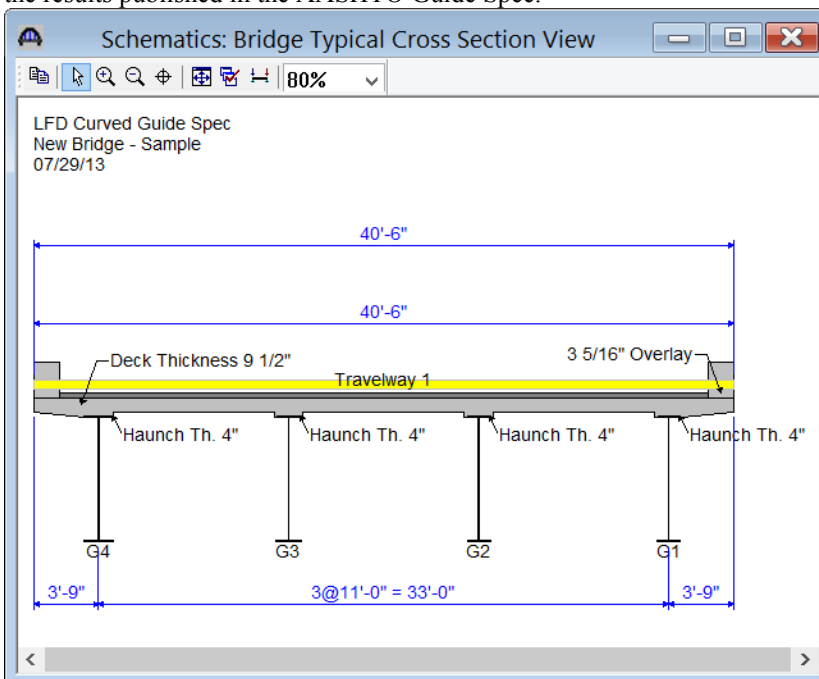 the results published in the AASHTO Guide Spec.
Schematics: Bridge Typical Cross Section View
80%
LFD Curved Guide Spec
New Bridge - Sample
07/29/13
40'-6"
40'-6"
Deck Thickness 9 1/2"
3 5/16" Overlay
Travelway 1
Haunch Th. 4"
Haunch Th. 4"
Haunch Th. 4"
Haunch Th. 4"
G4
G3
G2
G1
3'-9"
3@11'-0" = 33'-0"
3'-9"